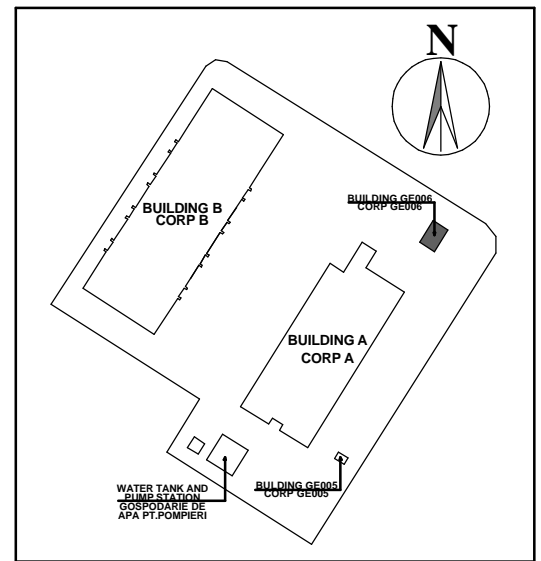 N
BUILDING GE006
CORP GE006
BUILDING B
CORP B
BUILDING A
CORP A
WATER TANK AND
PUMP STATION
GOSPODARIE DE
APA PT.POMPIERI
BULDING GE005
CORP GE005